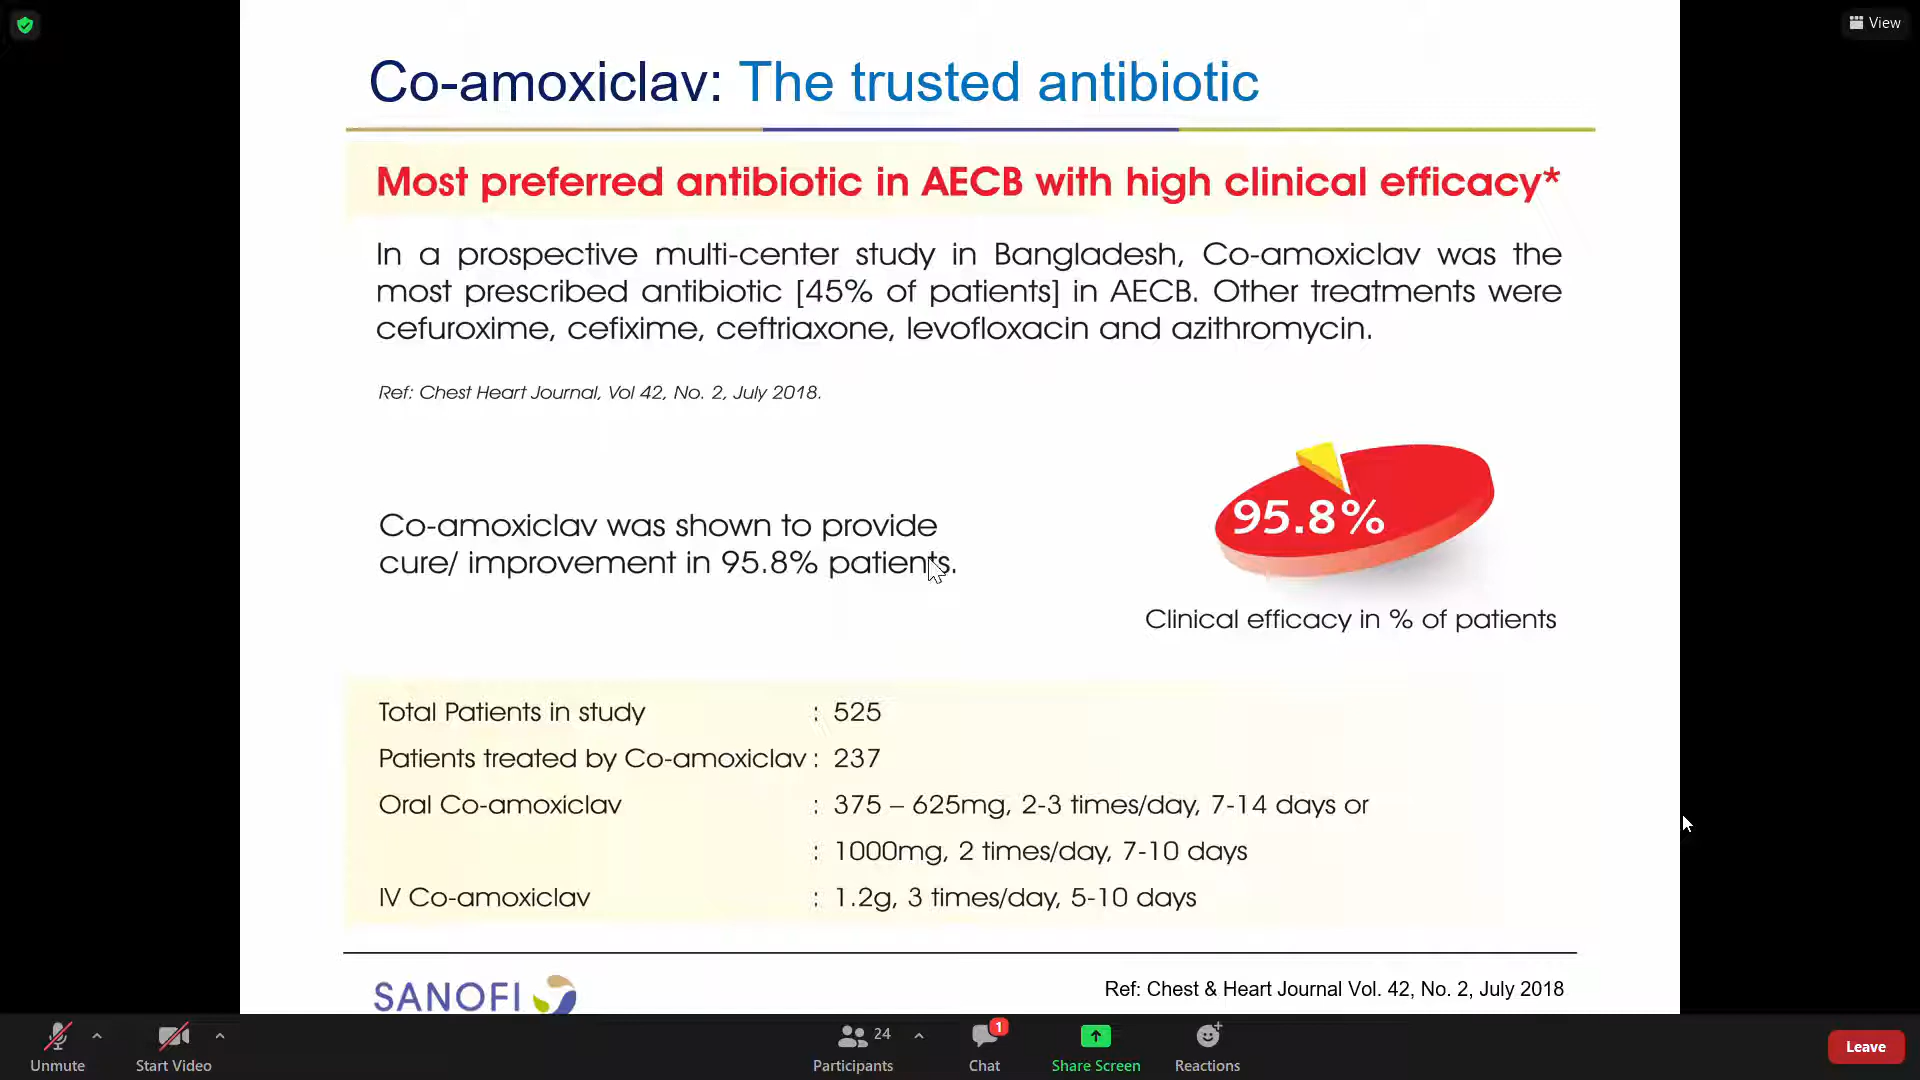 View
Co-amoxiclav: The trusted antibiotic
Most preferred antibiotic in AECB with high clinical efficacy*
In a prospective multi-center study in Bangladesh, Co-amoxiclav was the
most prescribed antibiotic [45% of patients] in AECB. Other treatments were
cefuroxime, cefixime, ceftriaxone, levofloxacin and azithromycin.
Ref: Chest Heart Journal, Vol 42, No. 2, July 2018.
Co-amoxiclav was shown to provide
cure/ improvement in 95.8% patients.
95.8%
Clinical efficacy in % of patients
Total Patients in study : 525
Patients treated by Co-amoxiclav : 237
Oral Co-amoxiclav : 375 – 625mg, 2-3 times/day, 7-14 days or
: 1000mg, 2 times/day, 7-10 days
IV Co-amoxiclav : 1.2g, 3 times/day, 5-10 days
SANOFI
Ref: Chest & Heart Journal Vol. 42, No. 2, July 2018
Unmute
Start Video
24
Participants
1
Chat
Share Screen
Reactions
Leave